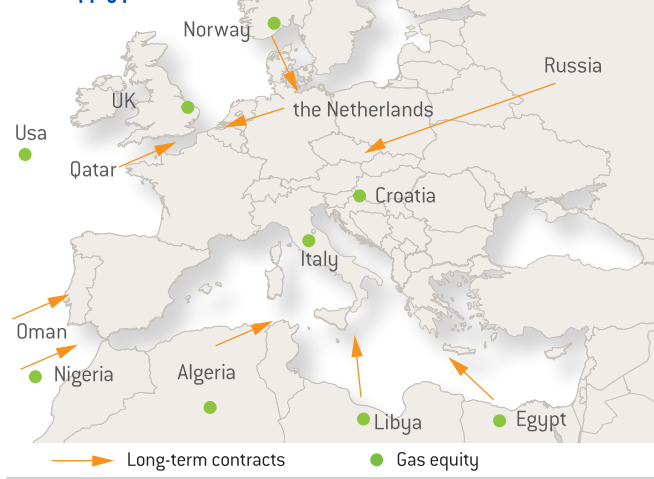 Norway
Russia
UK
the Netherlands
Usa
Qatar
Croatia
Italy
Oman
Nigeria
Algeria
Libya
Egypt
Long-term contracts
Gas equity